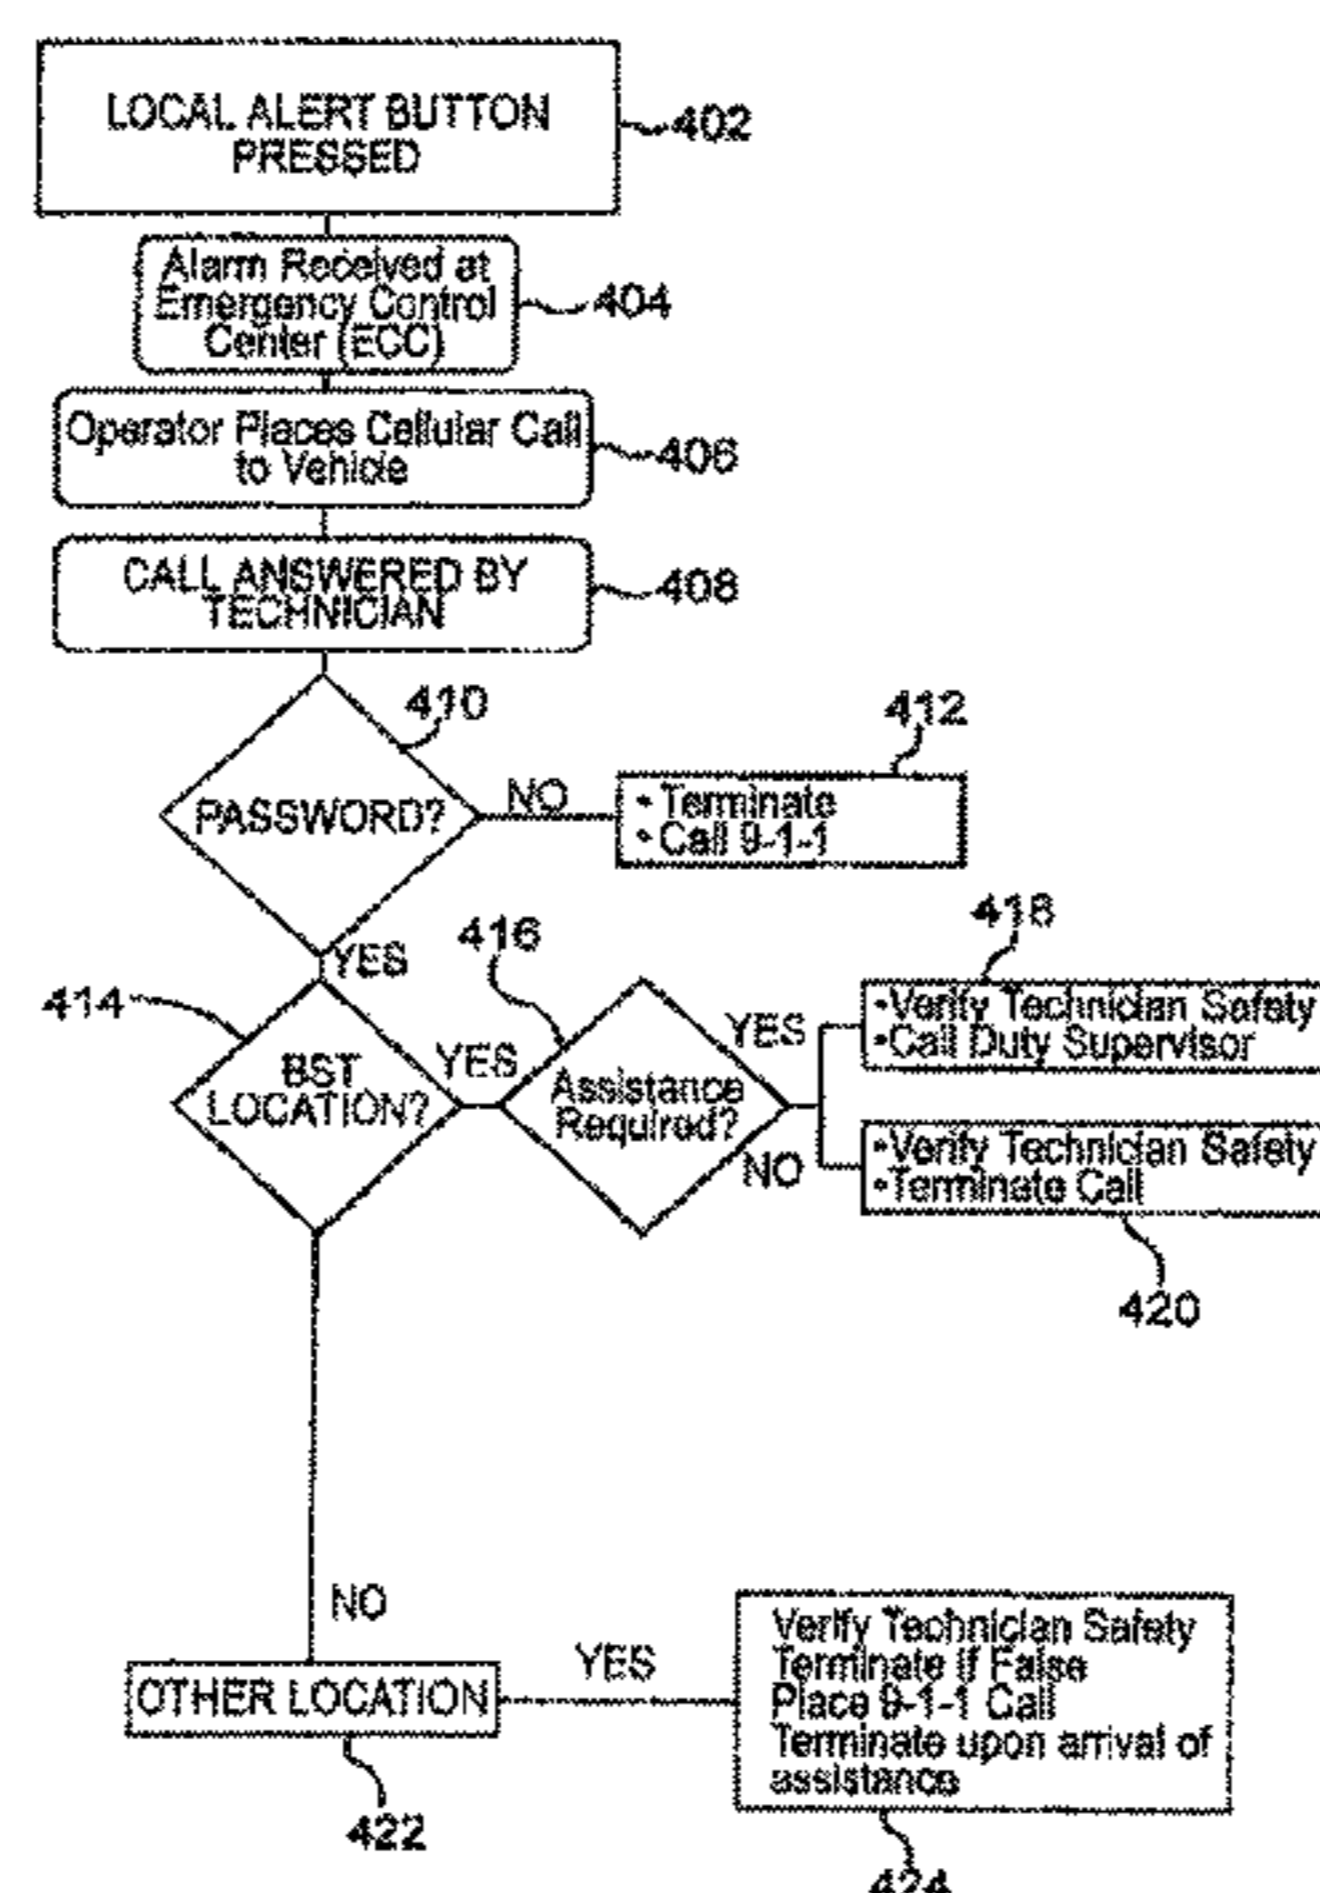 LOCAL ALERT BUTTON
PRESSED
402
Alarm Received at
Emergency Control
Center (ECC)
404
Operator Places Cellular Call
to Vehicle
406
CALL ANSWERED BY
TECHNICIAN
408
410
PASSWORD?
NO
412
• Terminate
• Call 9-1-1
YES
414
BST
LOCATION?
YES
416
Assistance
Required?
YES
418
•Verify Technician Safety
•Call Duty Supervisor
NO
•Verify Technician Safety
•Terminate Call
420
NO
OTHER LOCATION
422
YES
Verify Technician Safety
Terminate if False
Place 9-1-1 Call
Terminate upon arrival of
assistance
424